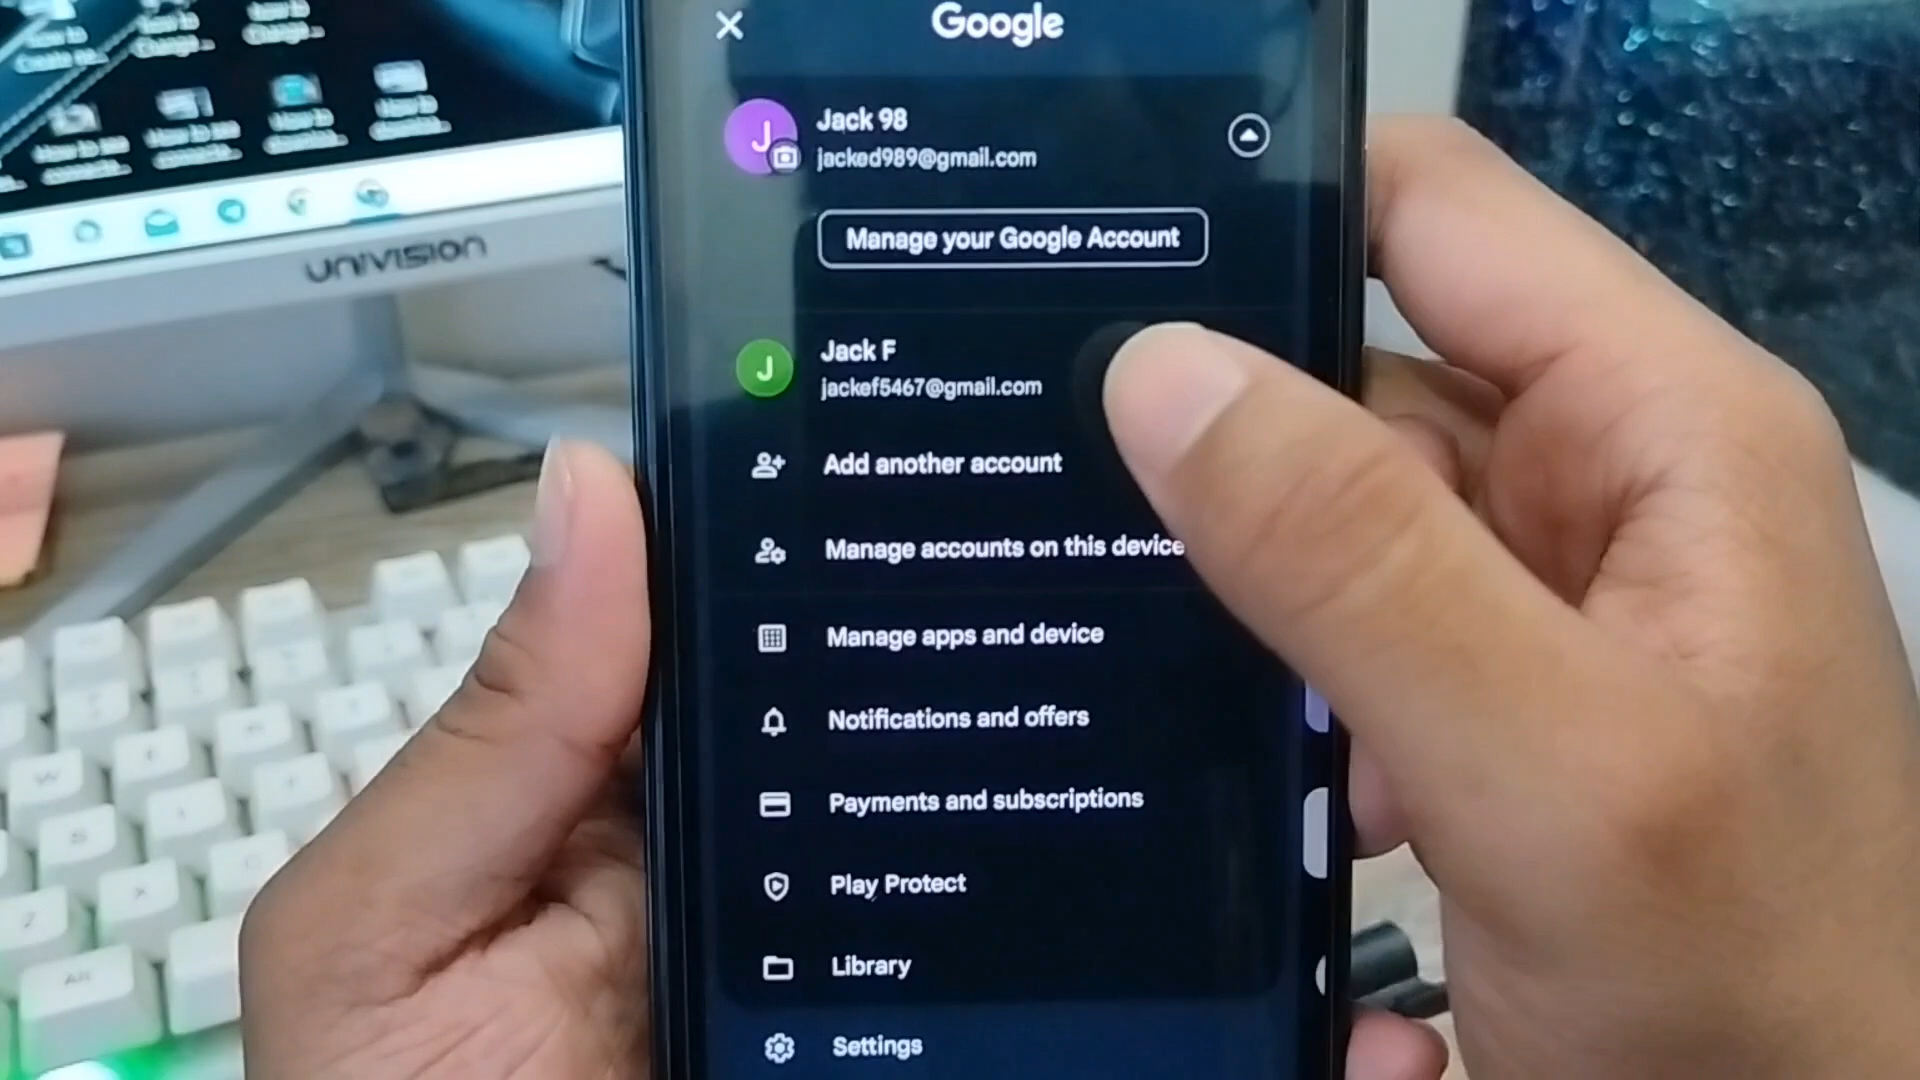 Google
Jack 98
jacked989@gmail.com
Manage your Google Account
Jack F
jackef5467@gmail.com
Add another account
Manage accounts on this device
Manage apps and device
Notifications and offers
Payments and subscriptions
Play Protect
Library
Settings
UNIVISION
W
S
Z
X
C
Alt